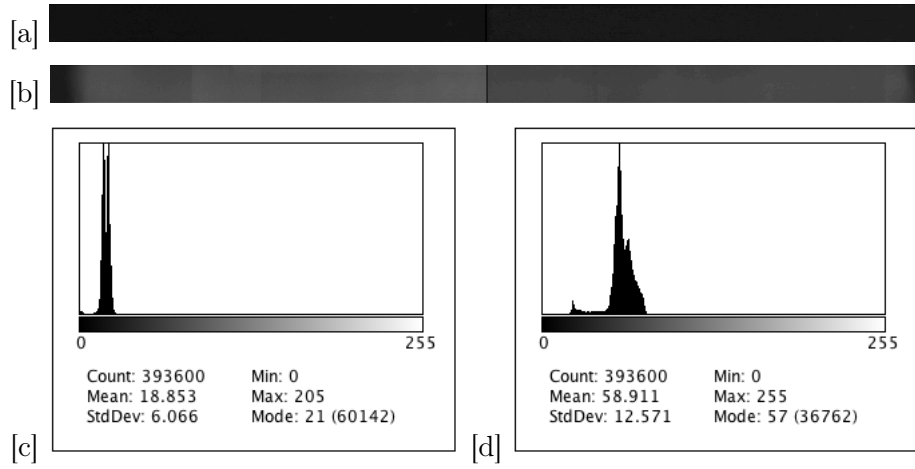 [a]
[b]
0 255
Count: 393600 Min: 0
Mean: 18.853 Max: 205
StdDev: 6.066 Mode: 21 (60142)
[c]
0 255
Count: 393600 Min: 0
Mean: 58.911 Max: 255
StdDev: 12.571 Mode: 57 (36762)
[d]